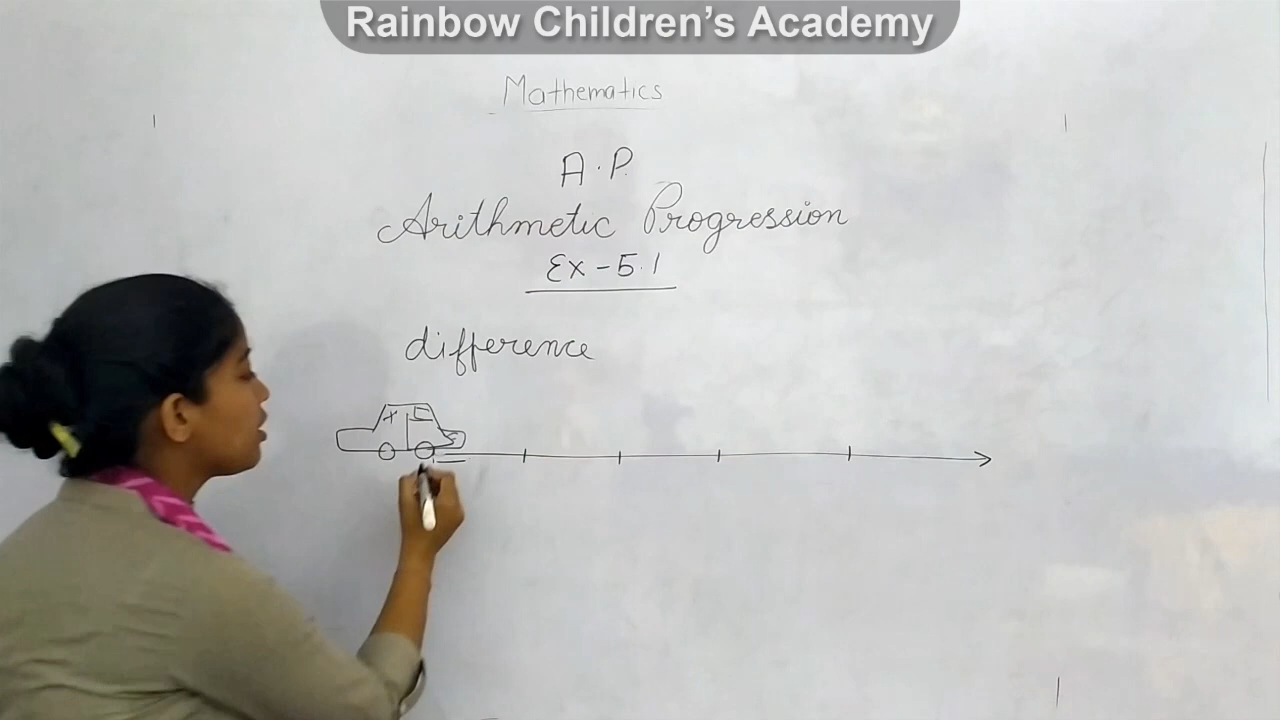 Rainbow Children's Academy
Mathematics
A.P.
Arithmetic Progression
Ex-5.1
difference